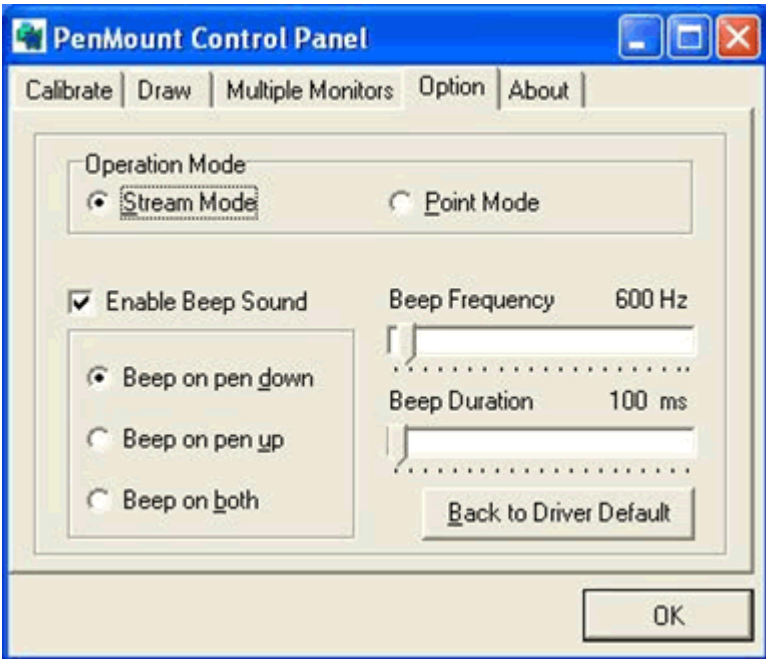 PenMount Control Panel
Calibrate Draw Multiple Monitors Option About
Operation Mode
Stream Mode Point Mode
Enable Beep Sound Beep Frequency 600 Hz
Beep on pen down
Beep Duration 100 ms
Beep on pen up
Beep on both Back to Driver Default
OK